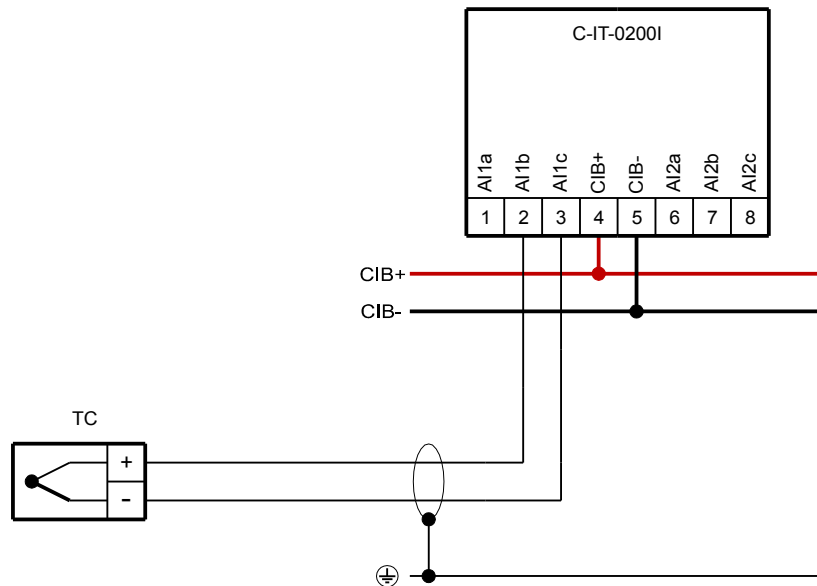 C-IT-0200I
AI1a AI1b AI1c CIB+ CIB- AI2a AI2b AI2c
1 2 3 4 5 6 7 8
CIB+
CIB-
TC
+
-